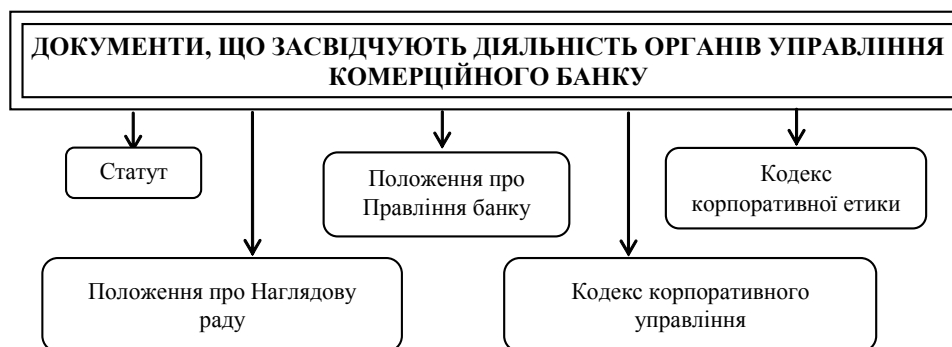 ДОКУМЕНТИ, ЩО ЗАСВІДЧУЮТЬ ДІЯЛЬНІСТЬ ОРГАНІВ УПРАВЛІННЯ
КОМЕРЦІЙНОГО БАНКУ
Статут
Положення про
Правління банку
Кодекс
корпоративної етики
Положення про Наглядову
раду
Кодекс корпоративного
управління